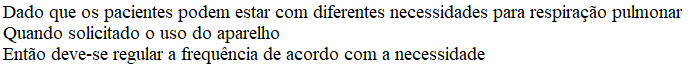 Dado que os pacientes podem estar com diferentes necessidades para respiração pulmonar
Quando solicitado o uso do aparelho
Então deve-se regular a frequência de acordo com a necessidade